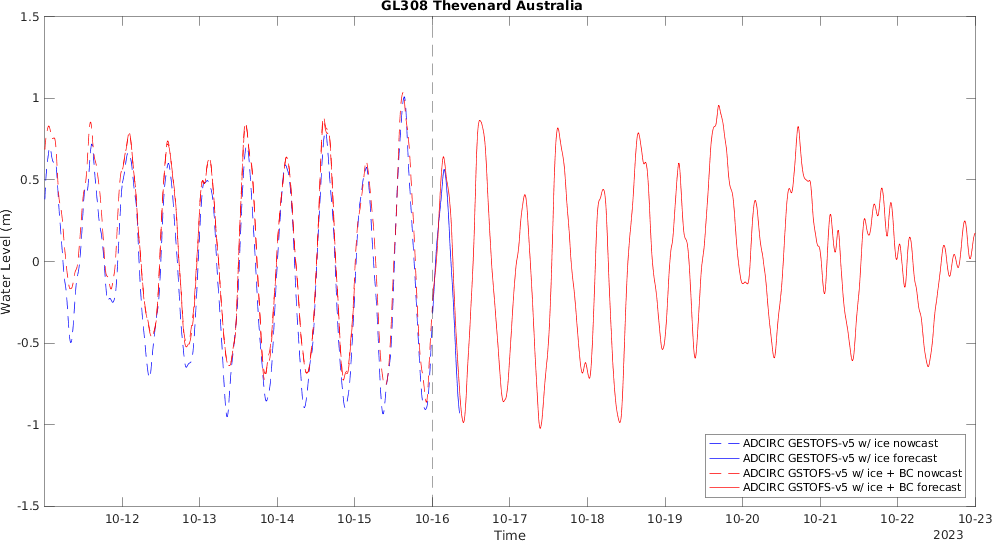 GL308 Thevenard Australia
1.5
1
0.5
0
-0.5
-1
-1.5
Water Level (m)
ADCIRC GESTOFS-v5 w/ ice nowcast
ADCIRC GESTOFS-v5 w/ ice forecast
ADCIRC GSTOFS-v5 w/ ice + BC nowcast
ADCIRC GSTOFS-v5 w/ ice + BC forecast
10-12 10-13 10-14 10-15 10-16 10-17 10-18 10-19 10-20 10-21 10-22 10-23
Time
2023